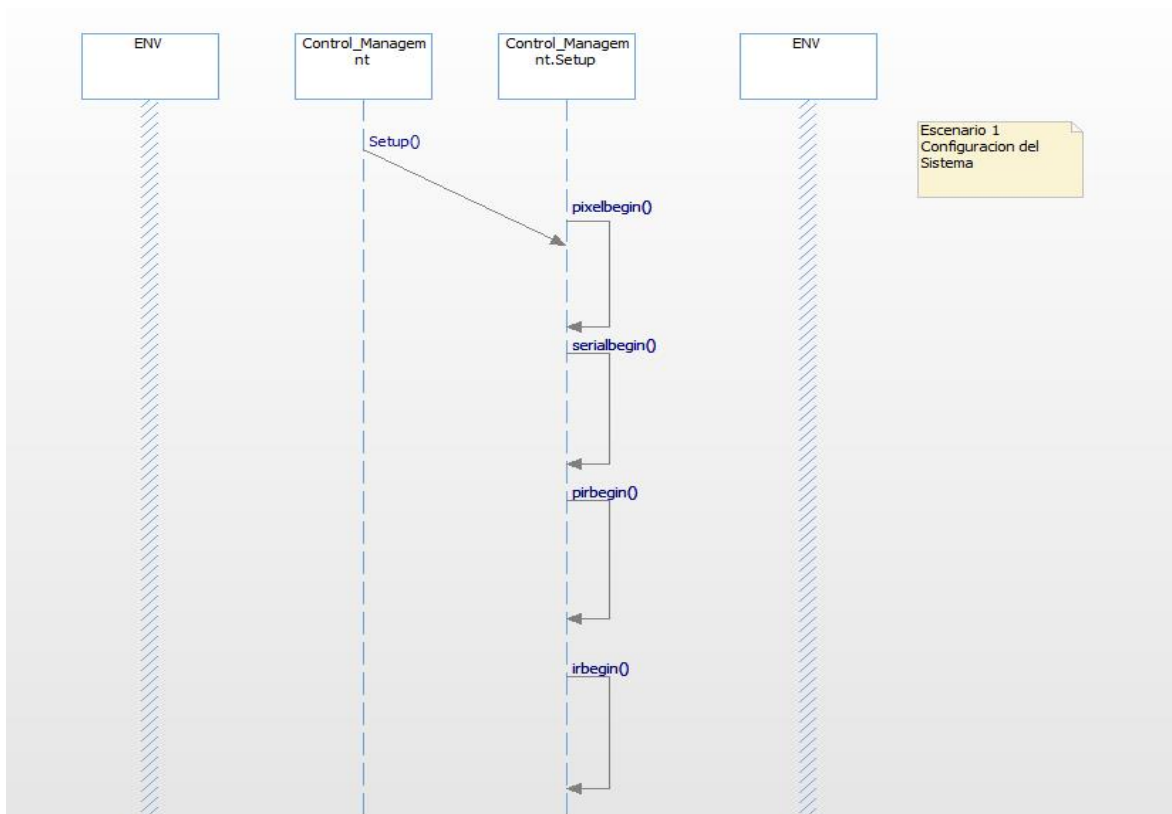 ENV
Control_Managem
nt
Control_Managem
nt.Setup
ENV
Escenario 1
Configuracion del
Sistema
Setup()
pixelbegin()
serialbegin()
pirbegin()
irbegin()